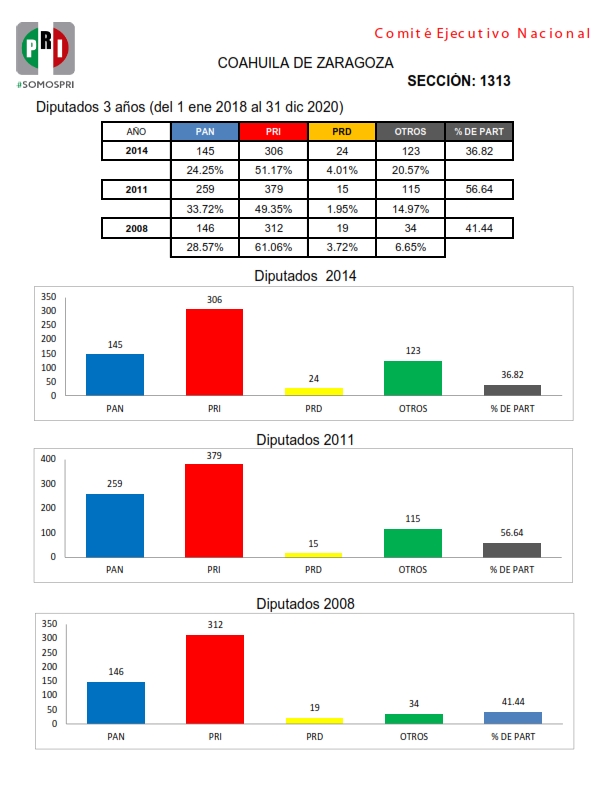 PRI
#SOMOSPRI
Comité Ejecutivo Nacional
COAHUILA DE ZARAGOZA
SECCIÓN: 1313
Diputados 3 años (del 1 ene 2018 al 31 dic 2020)
AÑO PAN PRI PRD OTROS % DE PART
2014 145 306 24 123 36.82
24.25% 51.17% 4.01% 20.57%
2011 259 379 15 115 56.64
33.72% 49.35% 1.95% 14.97%
2008 146 312 19 34 41.44
28.57% 61.06% 3.72% 6.65%
Diputados 2014
350
300
250
200
150
100
50
0
145 306 24 123 36.82
PAN PRI PRD OTROS % DE PART
Diputados 2011
400
300
200
100
0
259 379 15 115 56.64
PAN PRI PRD OTROS % DE PART
Diputados 2008
350
300
250
200
150
100
50
0
146 312 19 34 41.44
PAN PRI PRD OTROS % DE PART